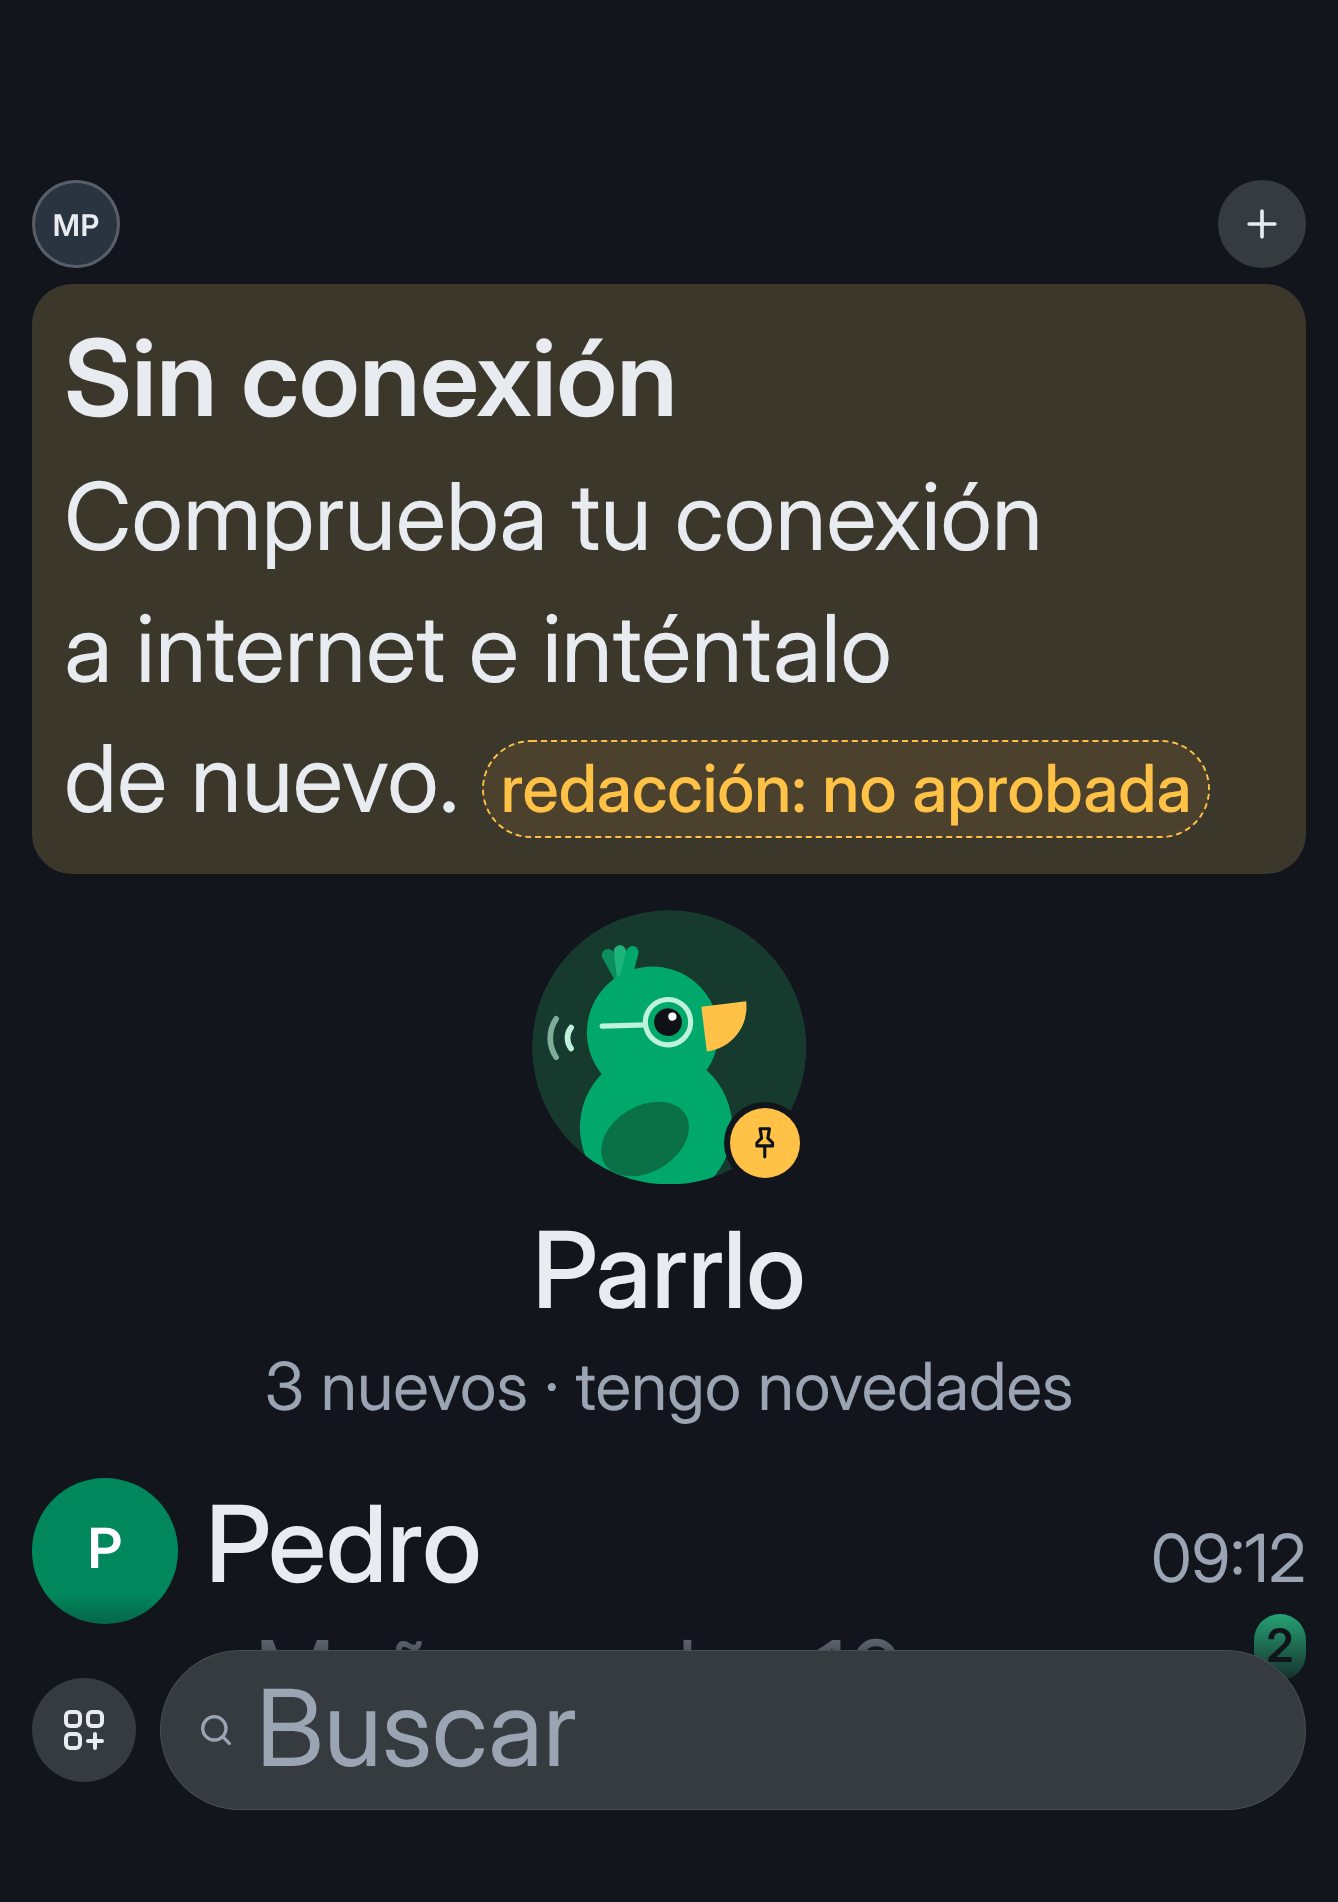 MP
Sin conexión
Comprueba tu conexión
a internet e inténtalo
de nuevo. redacción: no aprobada
Parrlo
3 nuevos · tengo novedades
P Pedro 09:12
2
Buscar